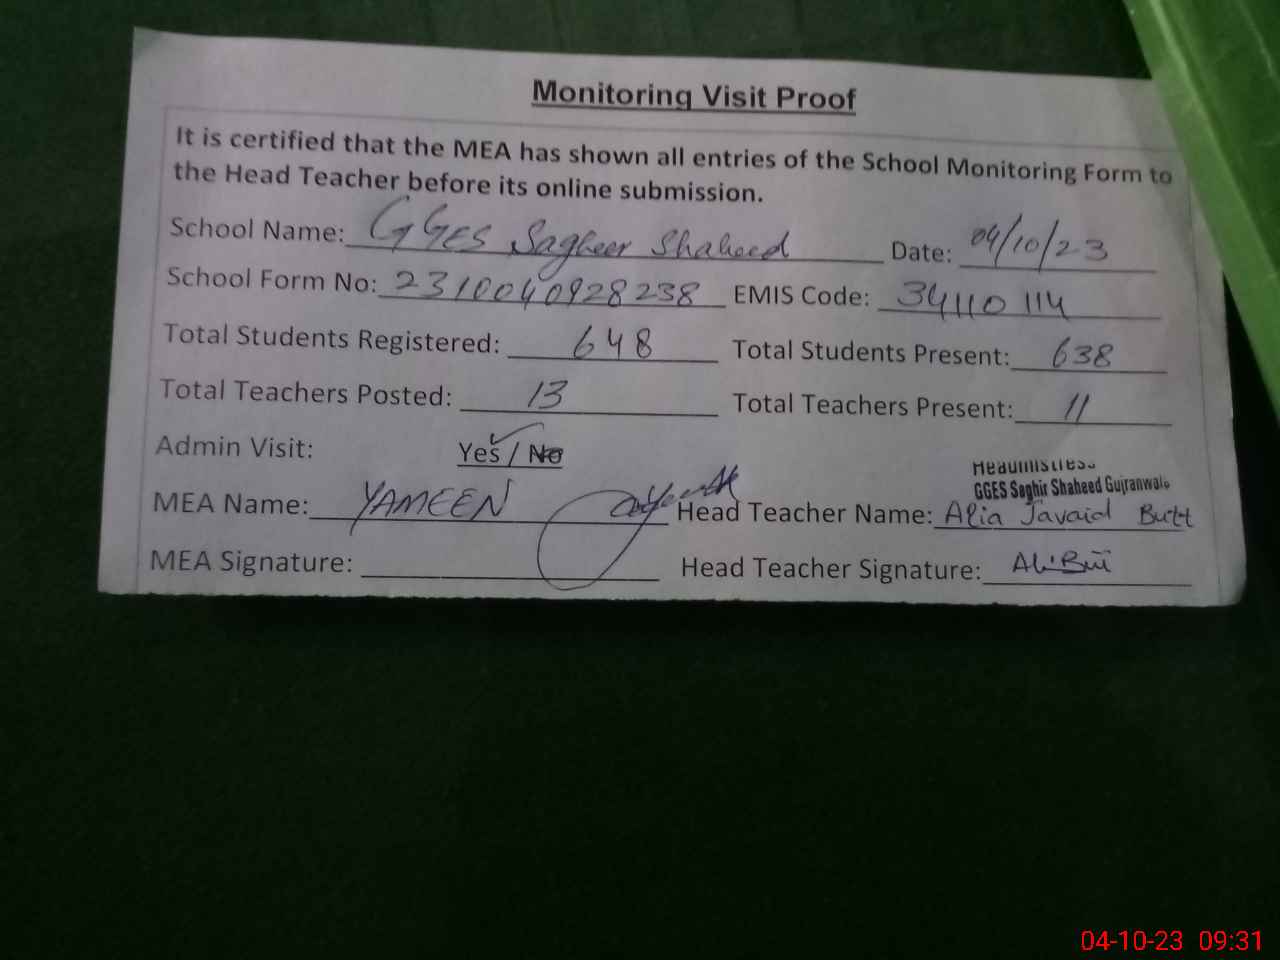 Monitoring Visit Proof
It is certified that the MEA has shown all entries of the School Monitoring Form to
the Head Teacher before its online submission.
School Name: GGES Sagheer Shaheed Date: 04/10/23
School Form No: 2310040928238 EMIS Code: 34110114
Total Students Registered: 648 Total Students Present: 638
Total Teachers Posted: 13 Total Teachers Present: 11
Admin Visit: Yes / No
Headmistress
GGES Saghir Shaheed Gujranwala
MEA Name: YAMEEN Head Teacher Name: Alia Javaid Butt
MEA Signature: Head Teacher Signature:
04-10-23 09:31